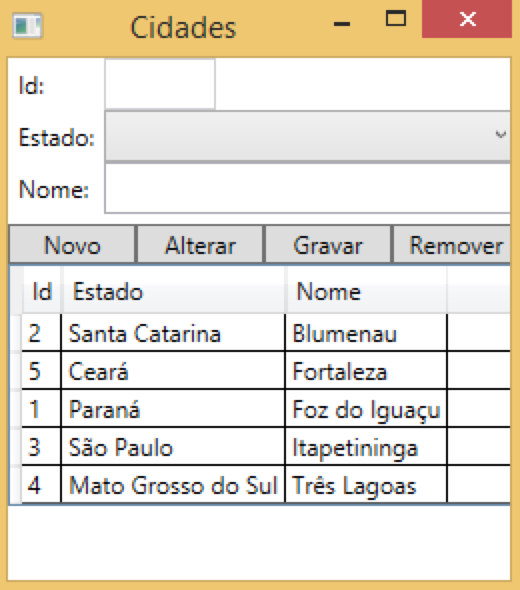 Cidades
Id:
Estado:
Nome:
Novo Alterar Gravar Remover
Id Estado Nome
2 Santa Catarina Blumenau
5 Ceará Fortaleza
1 Paraná Foz do Iguaçu
3 São Paulo Itapetininga
4 Mato Grosso do Sul Três Lagoas